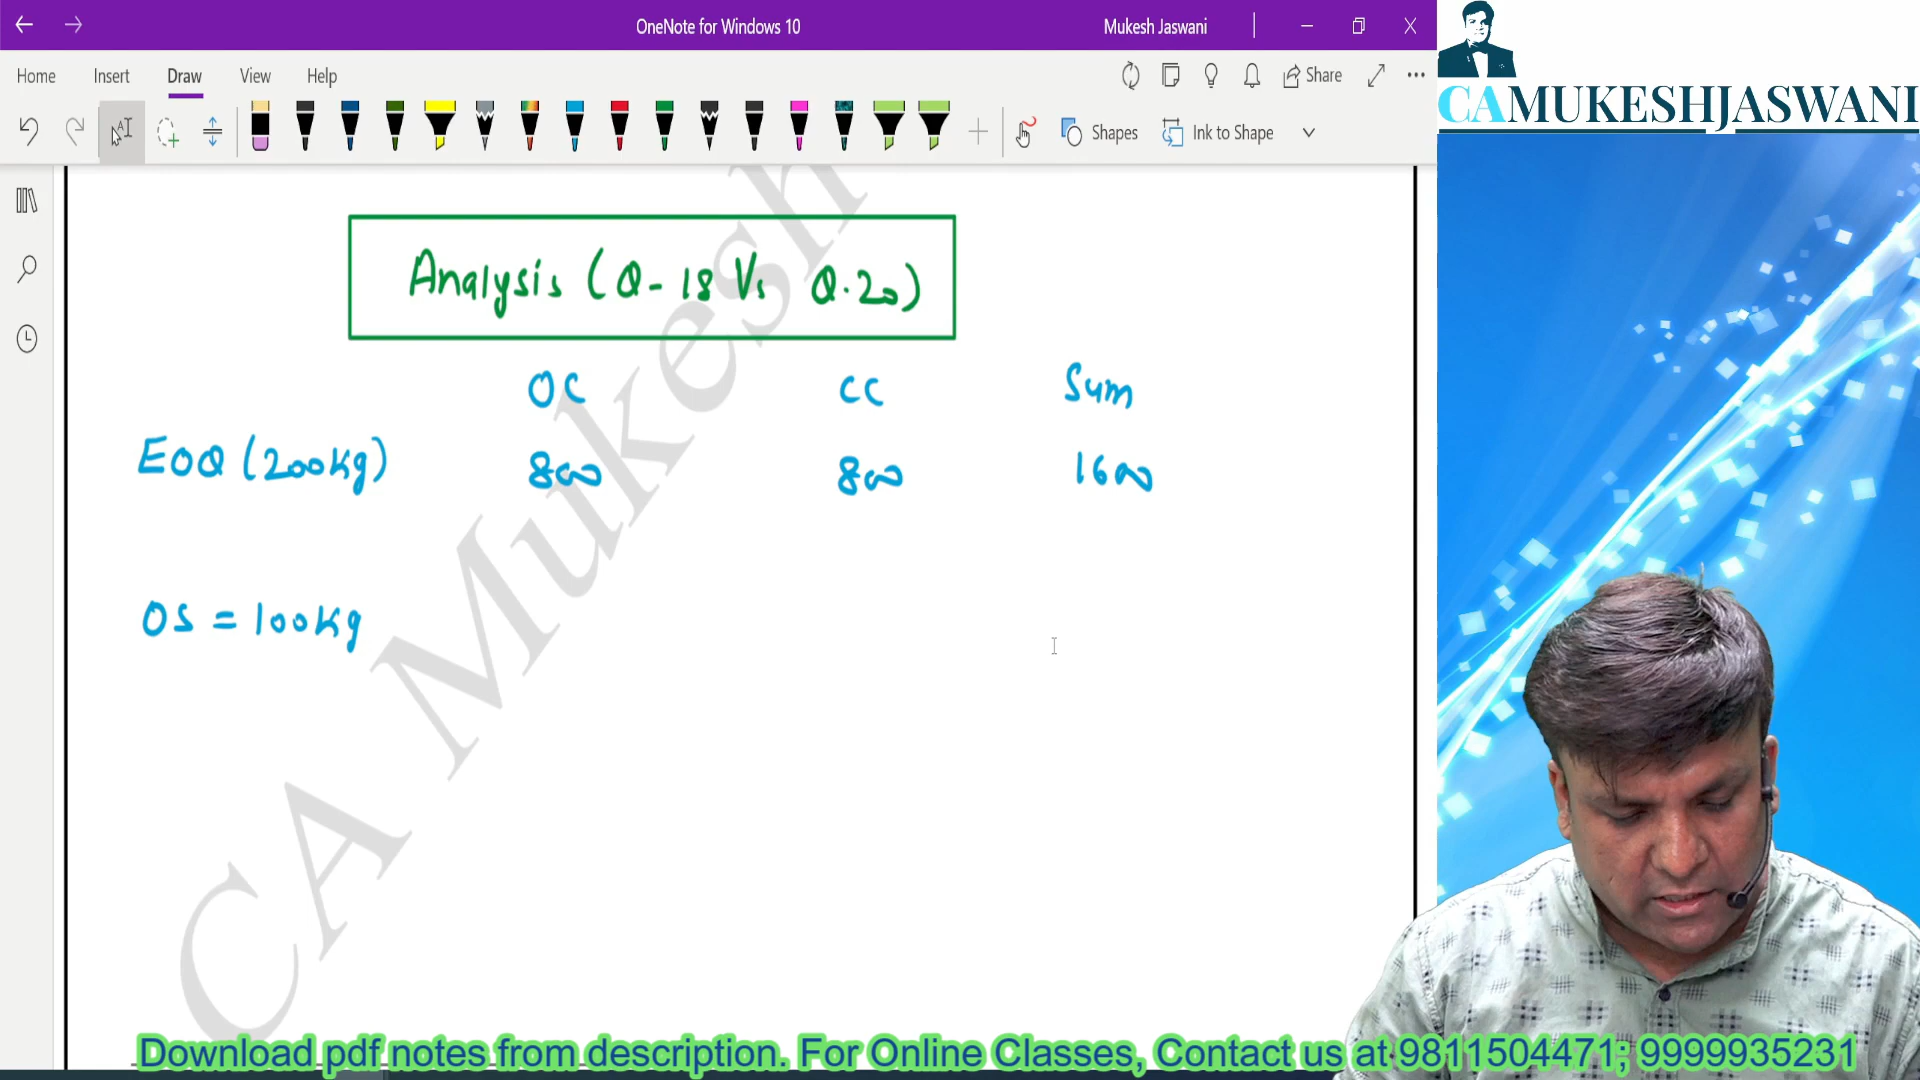 OneNote for Windows 10
Mukesh Jaswani
Home Insert Draw View Help
Share
Shapes Ink to Shape
CAMUKESHJASWANI
Analysis (Q-18 Vs Q.20)
OC CC Sum
EOQ (200Kg) 800 800 1600
OS = 100Kg
CA Mukesh
Download pdf notes from description. For Online Classes, Contact us at 9811504471; 9999935231